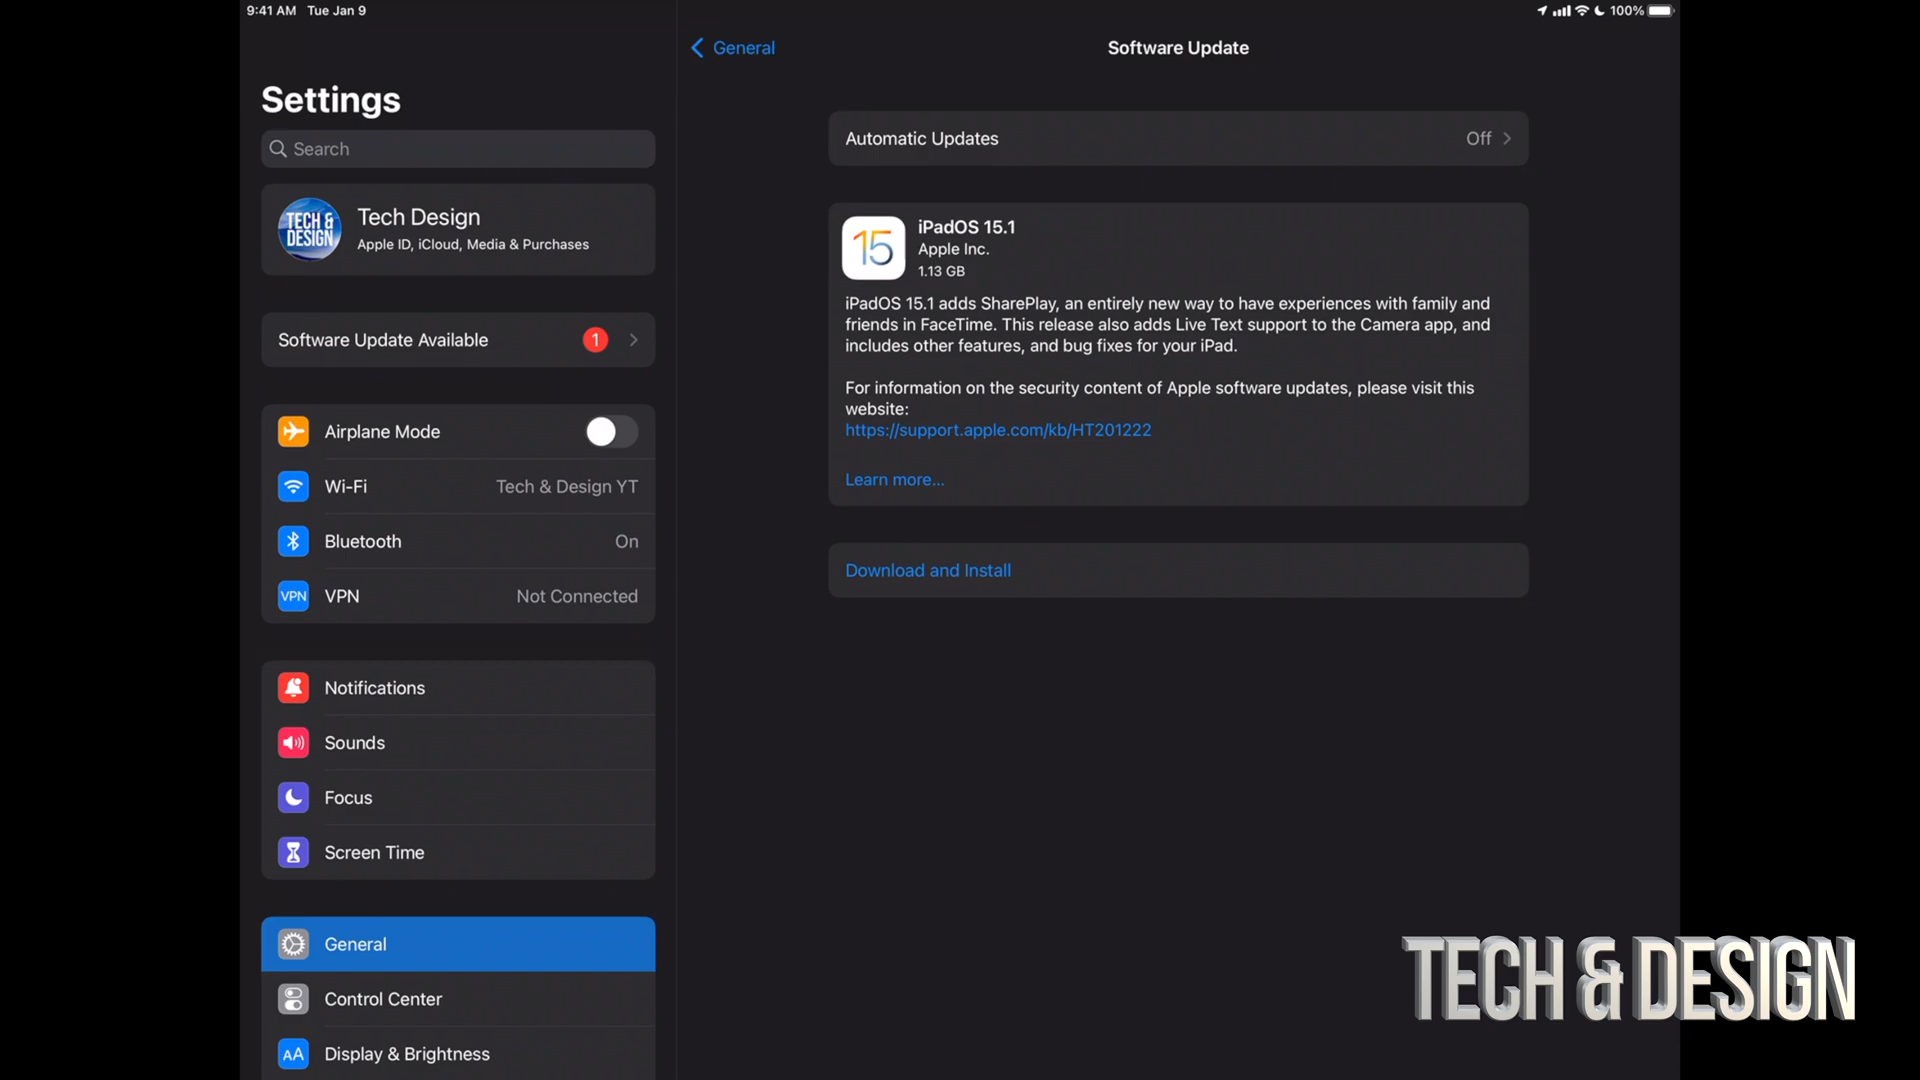 9:41 AM Tue Jan 9
100%
Settings
Search
TECH &
DESIGN
Tech Design
Apple ID, iCloud, Media & Purchases
Software Update Available 1
Airplane Mode
Wi-Fi Tech & Design YT
Bluetooth On
VPN VPN Not Connected
Notifications
Sounds
Focus
Screen Time
General
Control Center
AA Display & Brightness
General
Software Update
Automatic Updates Off
15
iPadOS 15.1
Apple Inc.
1.13 GB
iPadOS 15.1 adds SharePlay, an entirely new way to have experiences with family and
friends in FaceTime. This release also adds Live Text support to the Camera app, and
includes other features, and bug fixes for your iPad.
For information on the security content of Apple software updates, please visit this
website:
https://support.apple.com/kb/HT201222
Learn more...
Download and Install
TECH & DESIGN